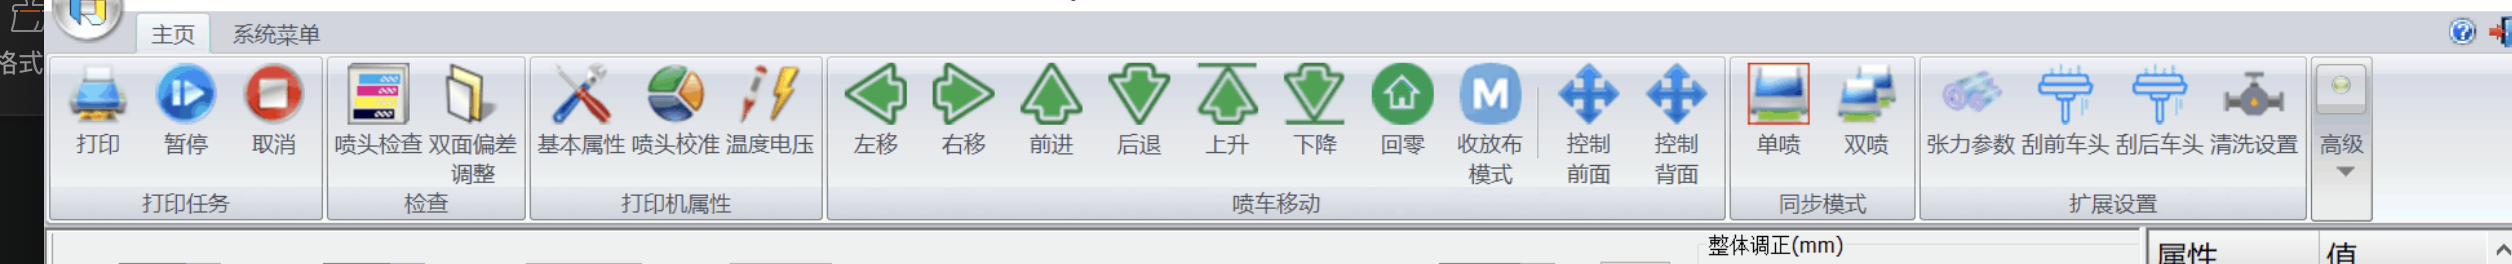 主页 系统菜单
格式
打印 暂停 取消 喷头检查 双面偏差 基本属性 喷头校准 温度电压 左移 右移 前进 后退 上升 下降 回零 收放布 控制 控制 单喷 双喷 张力参数 刮前车头 刮后车头 清洗设置 高级
调整 模式 前面 背面
打印任务 检查 打印机属性 喷车移动 同步模式 扩展设置
整体调正(mm)
属性 值